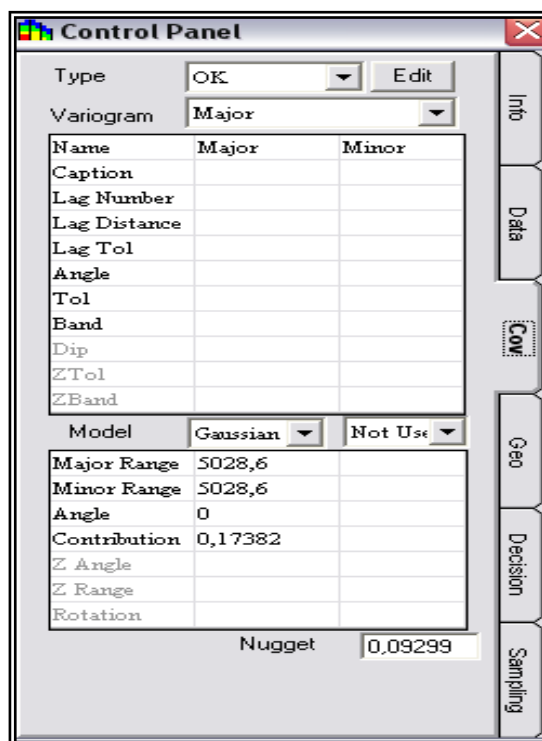 Control Panel
Type OK Edit
Variogram Major
Name Major Minor
Caption
Lag Number
Lag Distance
Lag Tol
Angle
Tol
Band
Dip
ZTol
ZBand
Model Gaussian Not Use
Major Range 5028,6
Minor Range 5028,6
Angle 0
Contribution 0,17382
Z Angle
Z Range
Rotation
Nugget 0,09299
Info
Data
Cov
Geo
Decision
Sampling